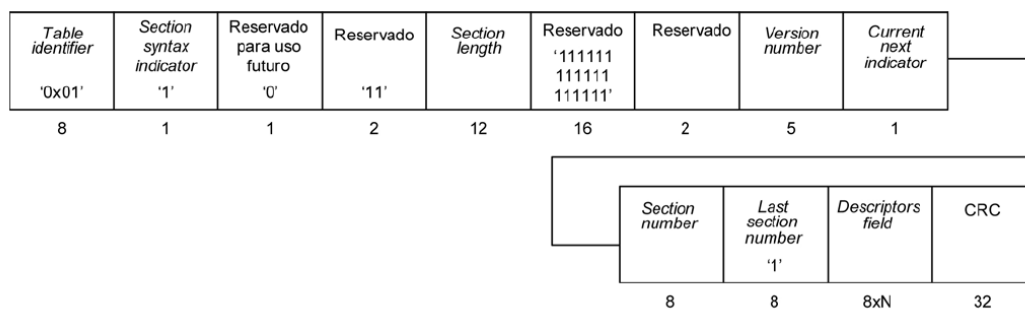 Table
identifier
'0x01'
8
Section
syntax
indicator
'1'
1
Reservado
para uso
futuro
'0'
1
Reservado
'11'
2
Section
length
12
Reservado
'111111
111111
111111'
16
Reservado
2
Version
number
5
Current
next
indicator
1
Section
number
8
Last
section
number
'1'
8
Descriptors
field
8xN
CRC
32